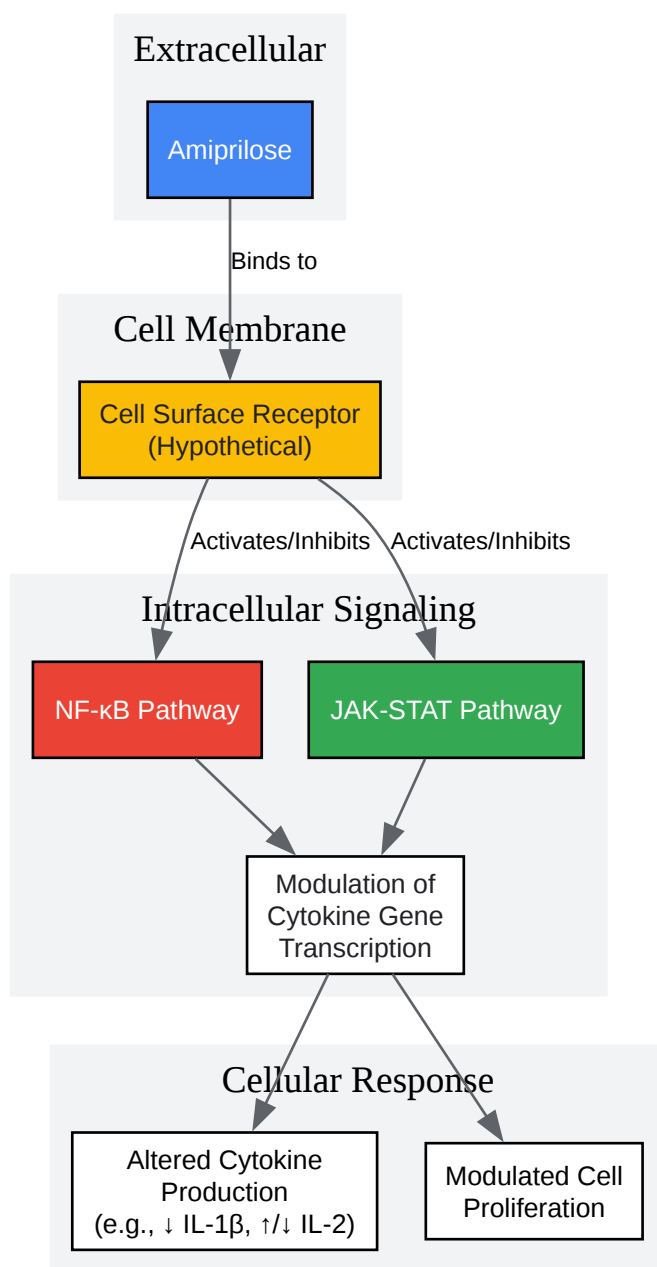 Extracellular
Amiprilose
Binds to
Cell Membrane
Cell Surface Receptor
(Hypothetical)
Activates/Inhibits
Activates/Inhibits
Intracellular Signaling
NF-κB Pathway
JAK-STAT Pathway
Modulation of
Cytokine Gene
Transcription
Cellular Response
Altered Cytokine
Production
(e.g., ↓ IL-1β, ↑/↓ IL-2)
Modulated Cell
Proliferation